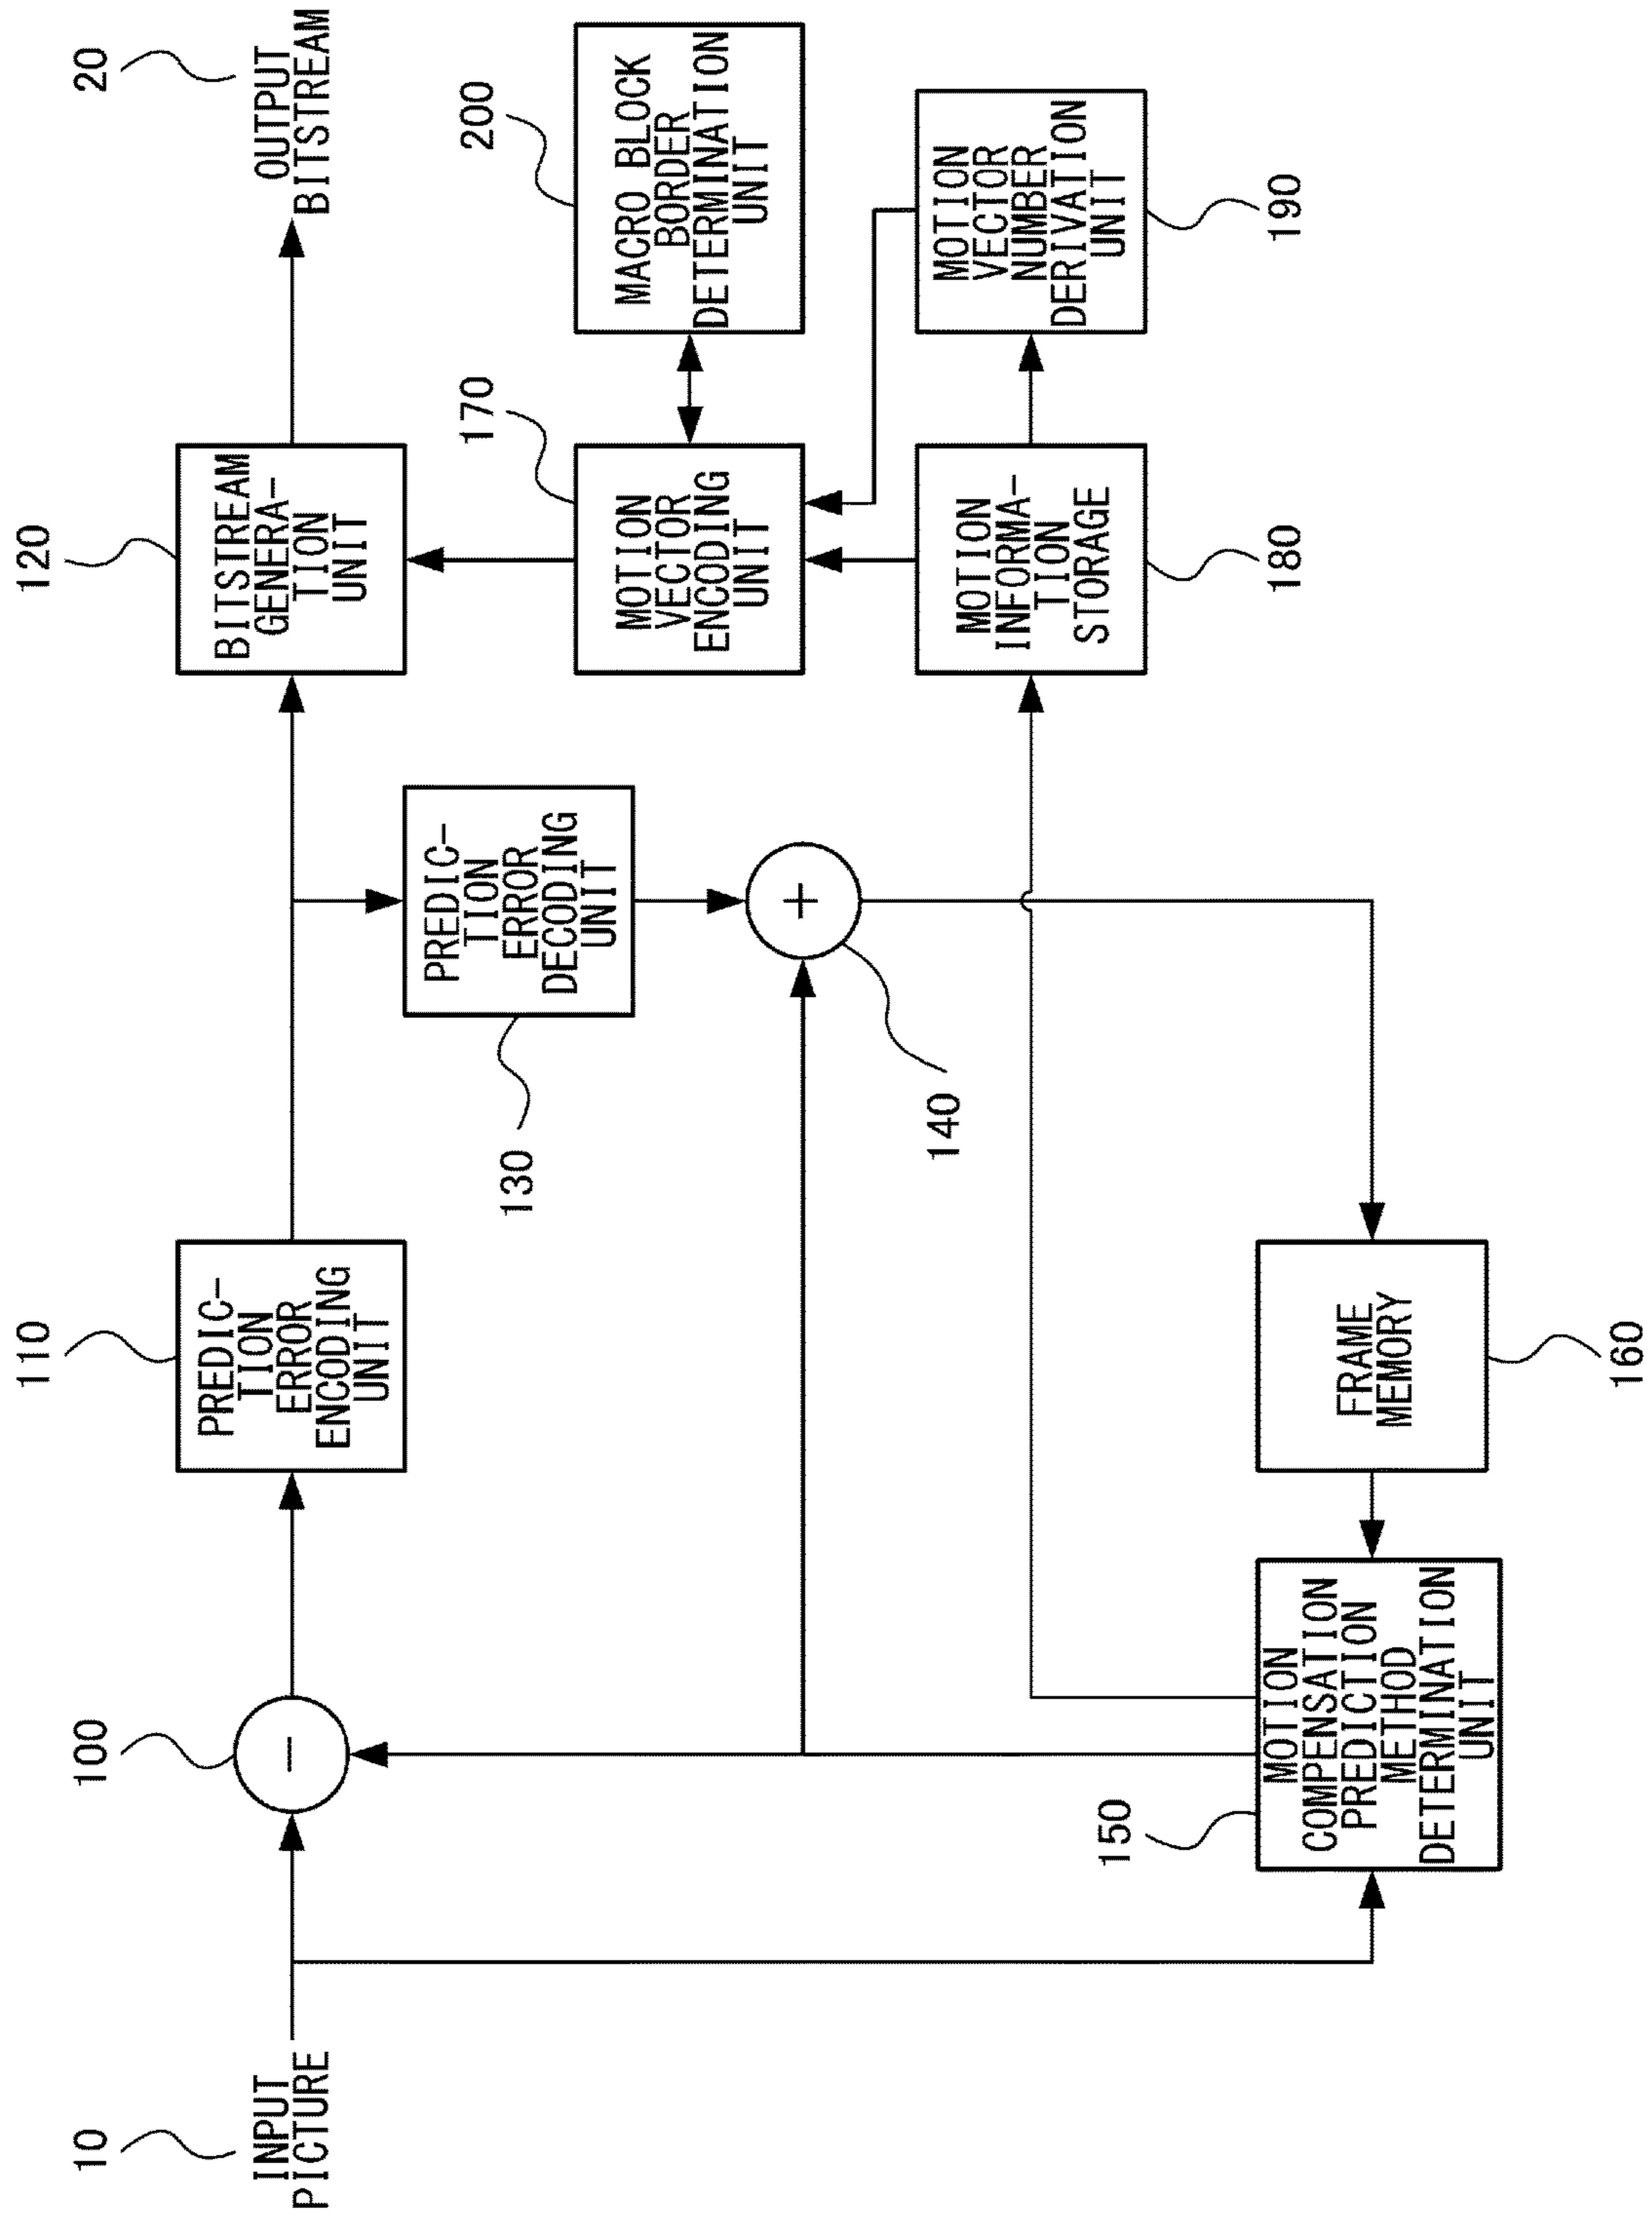 10
INPUT
PICTURE
100
−
110
PREDIC-
TION
ERROR
ENCODING
UNIT
120
BITSTREAM
GENERA-
TION
UNIT
20
OUTPUT
BITSTREAM
130
PREDIC-
TION
ERROR
DECODING
UNIT
140
+
170
MOTION
VECTOR
ENCODING
UNIT
200
MACRO BLOCK
BORDER
DETERMINATION
UNIT
180
MOTION
INFORMA-
TION
STORAGE
190
MOTION
VECTOR
NUMBER
DERIVATION
UNIT
150
MOTION
COMPENSATION
PREDICTION
METHOD
DETERMINATION
UNIT
160
FRAME
MEMORY